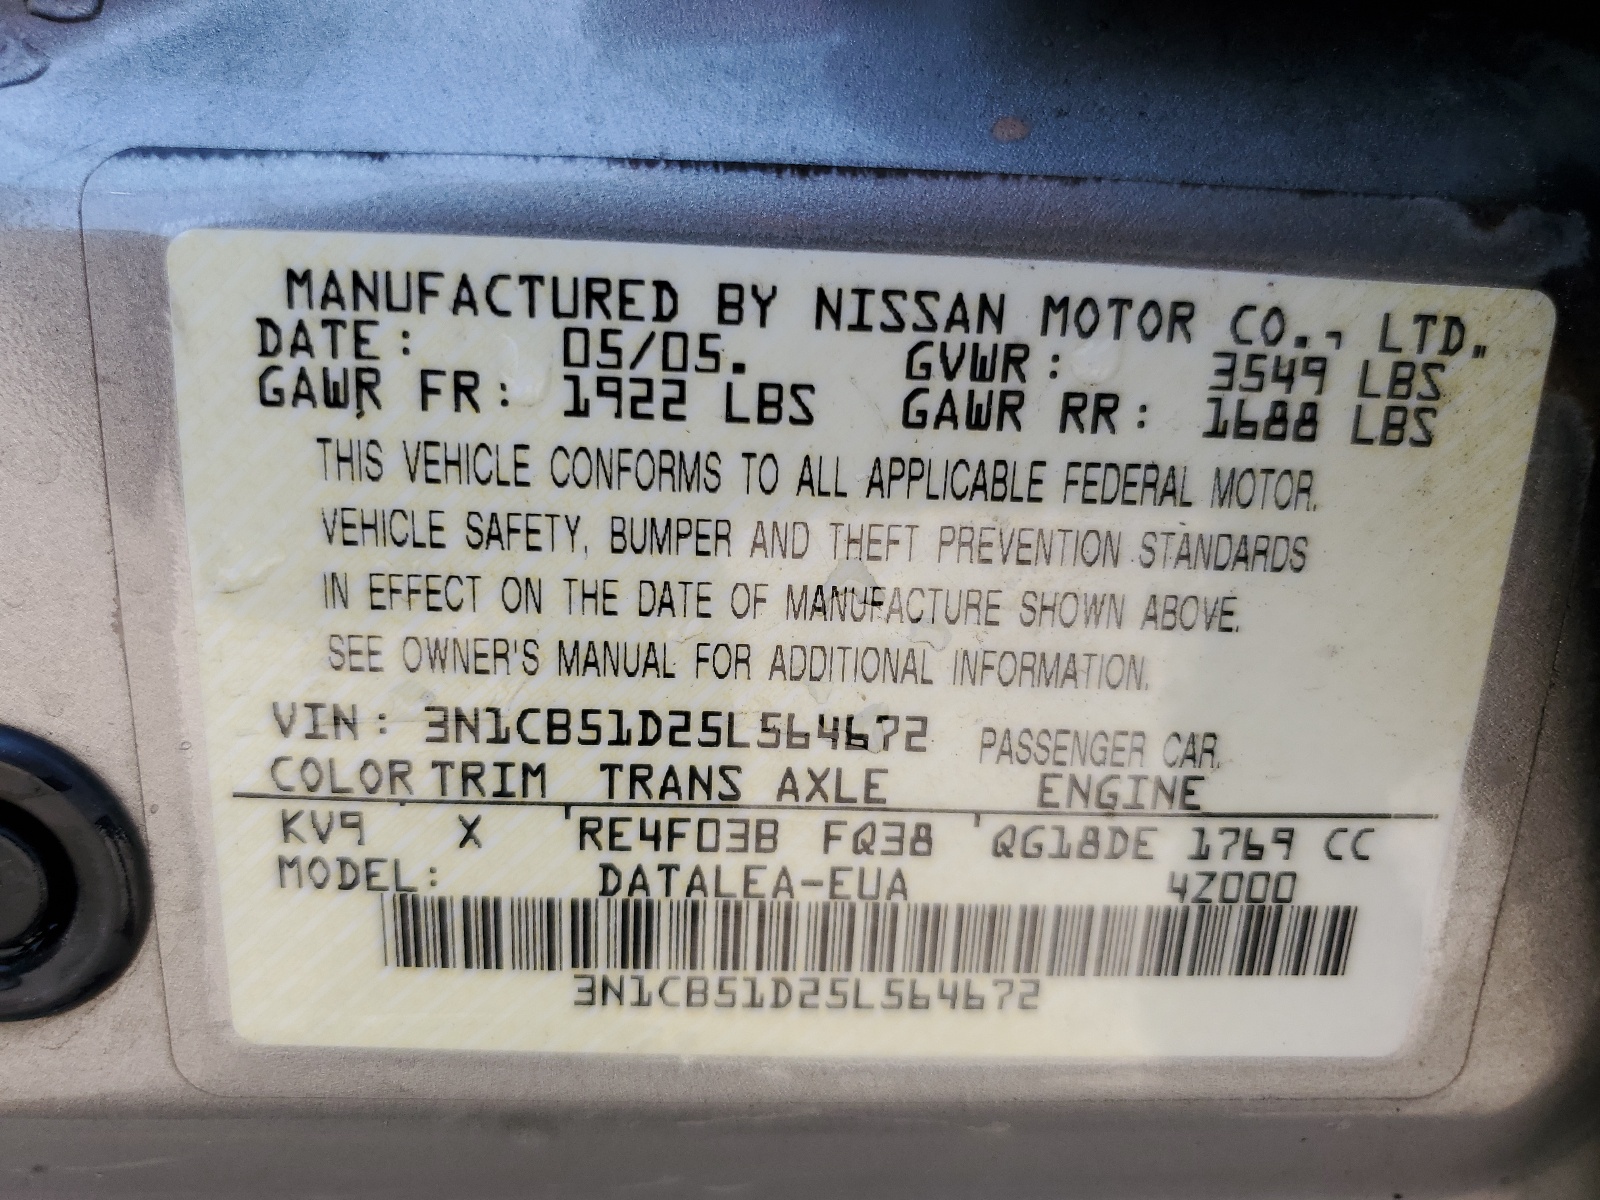 MANUFACTURED BY NISSAN MOTOR CO., LTD.
DATE: 05/05. GVWR: 3549 LBS
GAWR FR: 1922 LBS GAWR RR: 1688 LBS
THIS VEHICLE CONFORMS TO ALL APPLICABLE FEDERAL MOTOR.
VEHICLE SAFETY, BUMPER AND THEFT PREVENTION STANDARDS
IN EFFECT ON THE DATE OF MANUFACTURE SHOWN ABOVE.
SEE OWNER'S MANUAL FOR ADDITIONAL INFORMATION.
VIN: 3N1CB51D25L564672 PASSENGER CAR.
COLOR TRIM TRANS AXLE ENGINE
KV9 X RE4F03B FQ38 QG18DE 1769 CC
MODEL: DATALEA-EUA 4Z000
3N1CB51D25L564672